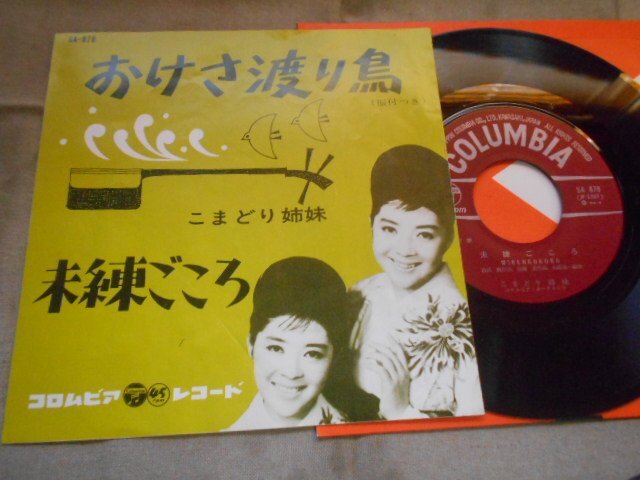 SA-878
おけさ渡り鳥
(振付つき)
こまどり姉妹
未練ごころ
コロムビア 45 レコード
COLUMBIA
SA 878
未練ごころ
こまどり姉妹